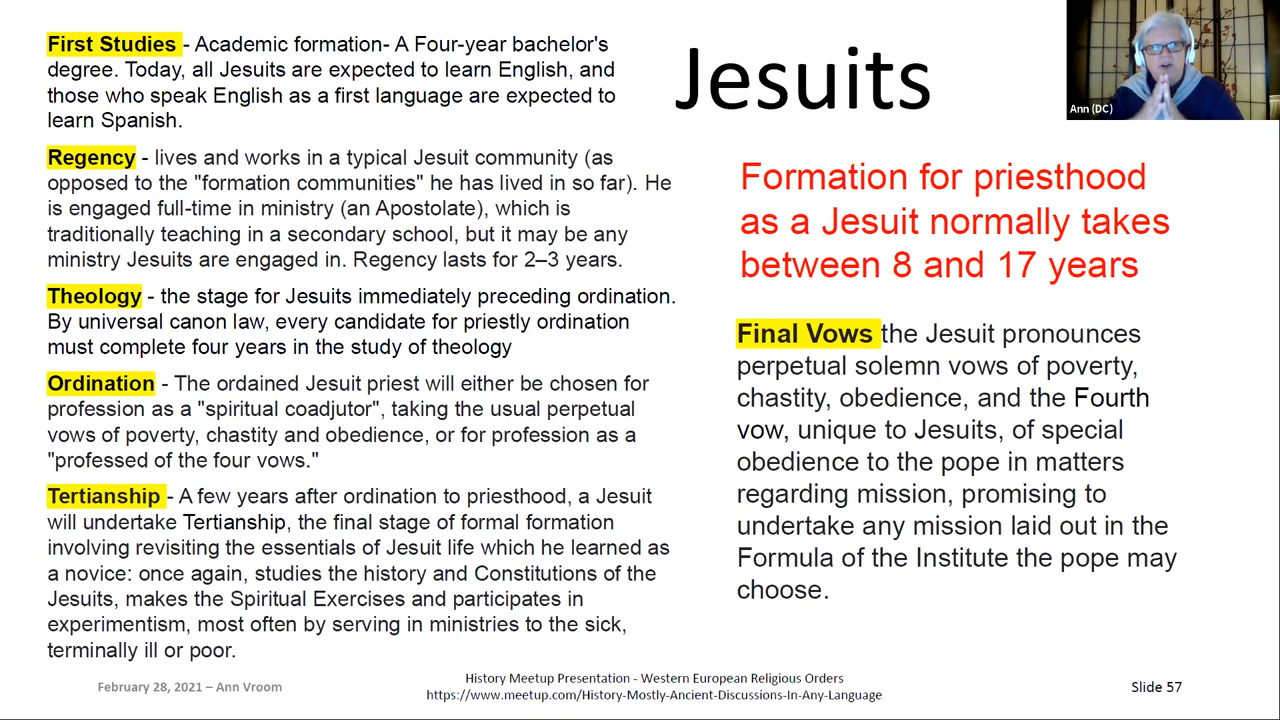 First Studies - Academic formation- A Four-year bachelor's
degree. Today, all Jesuits are expected to learn English, and
those who speak English as a first language are expected to
learn Spanish.
Regency - lives and works in a typical Jesuit community (as
opposed to the "formation communities" he has lived in so far). He
is engaged full-time in ministry (an Apostolate), which is
traditionally teaching in a secondary school, but it may be any
ministry Jesuits are engaged in. Regency lasts for 2–3 years.
Theology - the stage for Jesuits immediately preceding ordination.
By universal canon law, every candidate for priestly ordination
must complete four years in the study of theology
Ordination - The ordained Jesuit priest will either be chosen for
profession as a "spiritual coadjutor", taking the usual perpetual
vows of poverty, chastity and obedience, or for profession as a
"professed of the four vows."
Tertianship - A few years after ordination to priesthood, a Jesuit
will undertake Tertianship, the final stage of formal formation
involving revisiting the essentials of Jesuit life which he learned as
a novice: once again, studies the history and Constitutions of the
Jesuits, makes the Spiritual Exercises and participates in
experimentism, most often by serving in ministries to the sick,
terminally ill or poor.
Jesuits
Ann (DC)
Formation for priesthood
as a Jesuit normally takes
between 8 and 17 years
Final Vows the Jesuit pronounces
perpetual solemn vows of poverty,
chastity, obedience, and the Fourth
vow, unique to Jesuits, of special
obedience to the pope in matters
regarding mission, promising to
undertake any mission laid out in the
Formula of the Institute the pope may
choose.
February 28, 2021 – Ann Vroom
History Meetup Presentation - Western European Religious Orders
https://www.meetup.com/History-Mostly-Ancient-Discussions-In-Any-Language
Slide 57